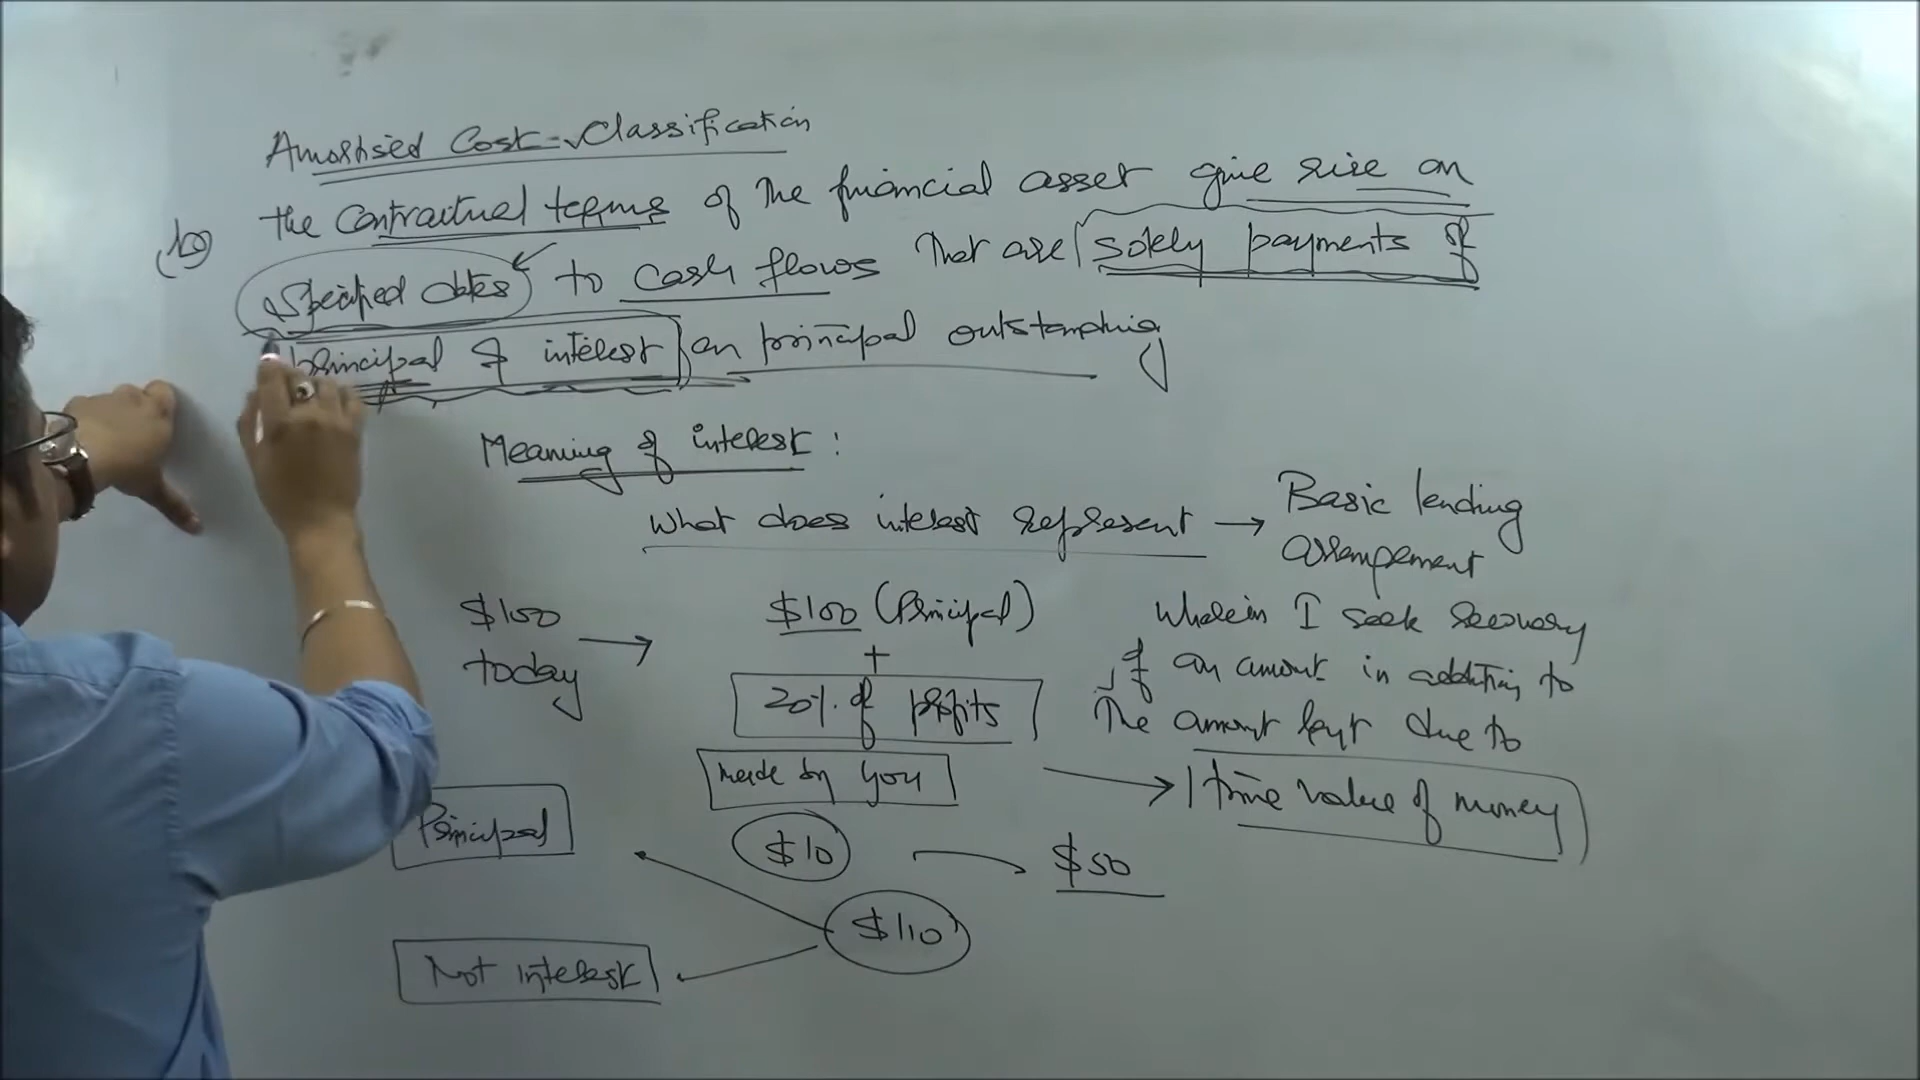 Amortised Cost - Classification
(b) the contractual terms of the financial asset give rise on
specified dates to cash flows that are solely payments of
principal & interest on principal outstanding
Meaning of interest:
What does interest represent → Basic lending
arrangement
$100 → $100 (Principal) Wherein I seek recovery
today + of an amount in addition to
20% of profits the amount lent due to
made by you → time value of money
Principal $10 $50
$110
Not interest